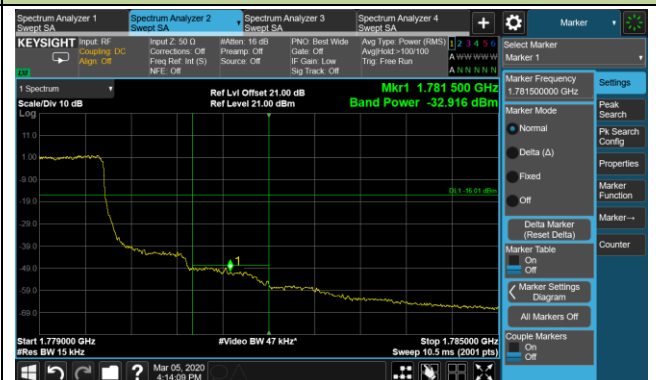 Spectrum Analyzer 1
Swept SA
Spectrum Analyzer 2
Swept SA
Spectrum Analyzer 3
Swept SA
Spectrum Analyzer 4
Swept SA
+
Marker
KEYSIGHT
Input: RF
Coupling: DC
Align: Off
Input Z: 50 Ω
Corrections: Off
Freq Ref: Int (S)
NFE: Off
#Atten: 16 dB
Preamp: Off
Source: Off
PNO: Best Wide
Gate: Off
IF Gain: Low
Sig Track: Off
Avg Type: Power (RMS)
Avg|Hold:>100/100
Trig: Free Run
1 2 3 4 5 6
A W W W W W
A N N N N N
1 Spectrum
Scale/Div 10 dB
Log
Ref Lvl Offset 21.00 dB
Ref Level 21.00 dBm
Mkr1 1.781 500 GHz
Band Power -32.916 dBm
11.0
1.00
-9.00
-19.0
-29.0
-39.0
-49.0
-59.0
-69.0
DL1 -16.01 dBm
1
Start 1.779000 GHz
#Res BW 15 kHz
#Video BW 47 kHz*
Stop 1.785000 GHz
Sweep 10.5 ms (2001 pts)
Select Marker
Marker 1
Marker Frequency
1.781500000 GHz
Marker Mode
Normal
Delta (Δ)
Fixed
Off
Delta Marker
(Reset Delta)
Marker Table
On
Off
Marker Settings
Diagram
All Markers Off
Couple Markers
On
Off
Settings
Peak
Search
Pk Search
Config
Properties
Marker
Function
Marker→
Counter
?
Mar 05, 2020
4:14:09 PM